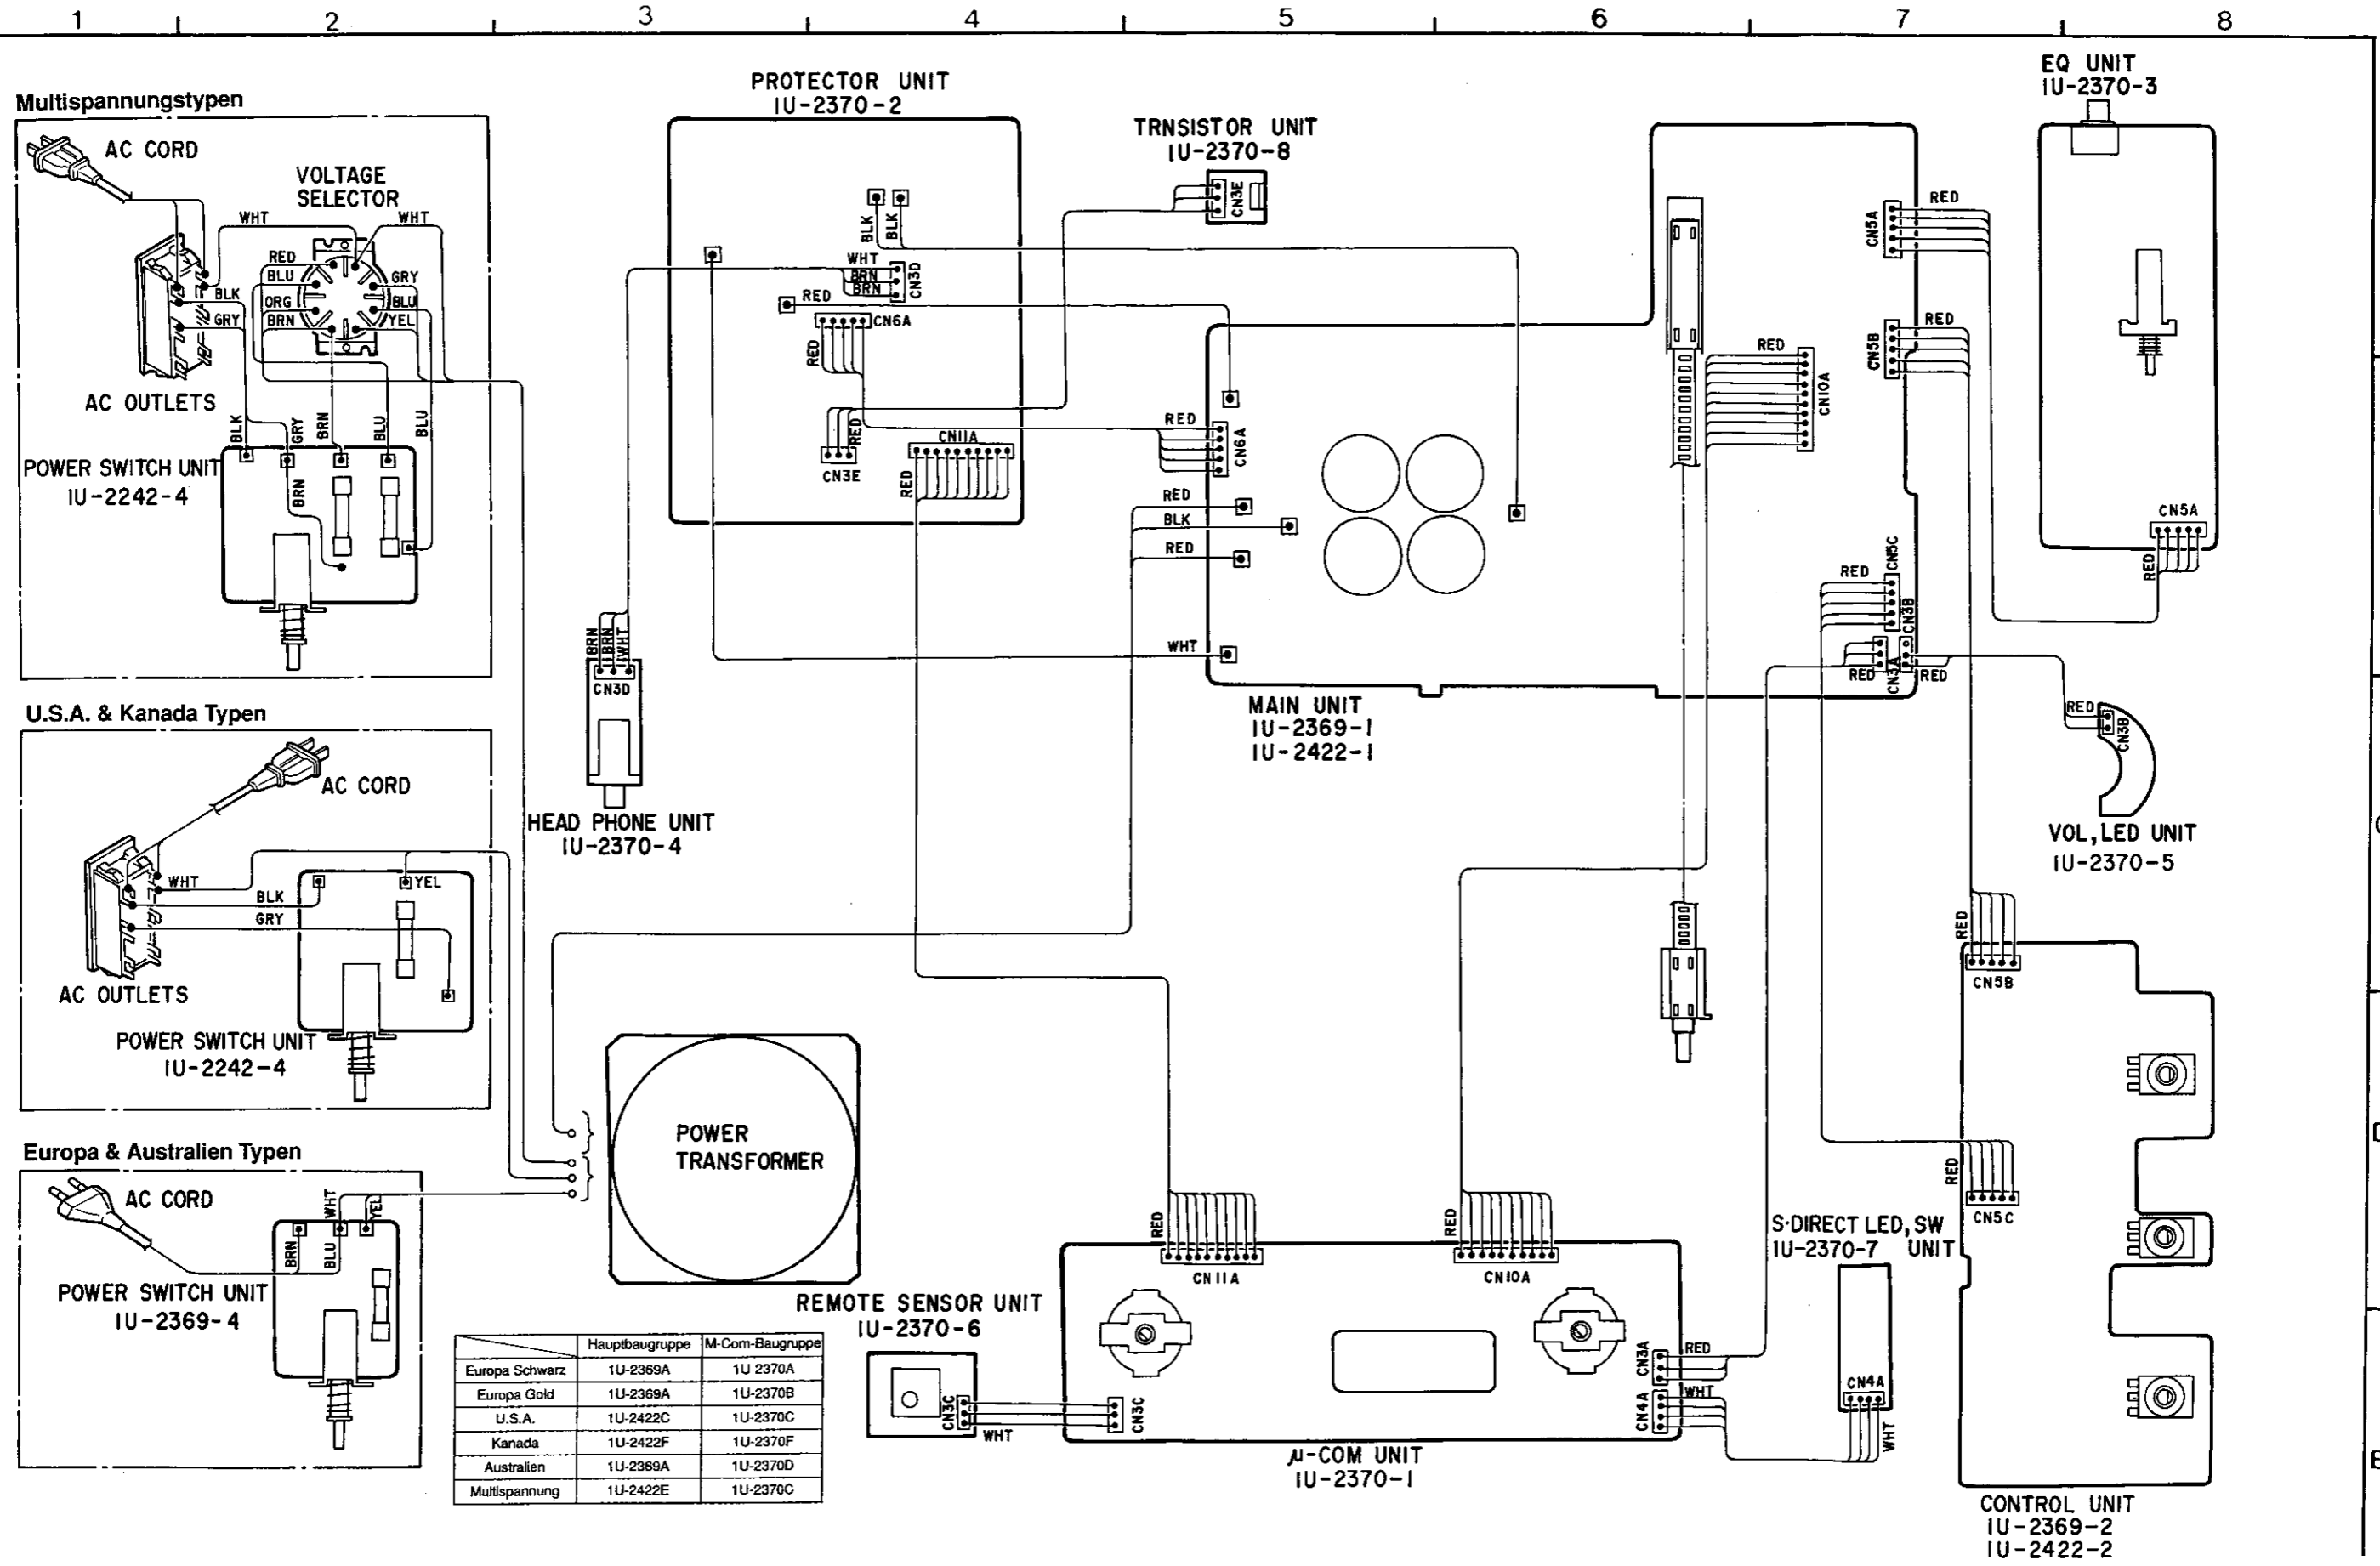 1 2 3 4 5 6 7 8
Multispannungstypen
AC CORD
VOLTAGE
SELECTOR
WHT
WHT
RED
BLU
ORG
BRN
GRY
BLU
YEL
BLK
GRY
AC OUTLETS
BLK
GRY
BRN
BLU
BLU
BRN
POWER SWITCH UNIT
1U-2242-4
U.S.A. & Kanada Typen
AC CORD
WHT
BLK
GRY
YEL
AC OUTLETS
POWER SWITCH UNIT
1U-2242-4
Europa & Australien Typen
AC CORD
WHT
YEL
BRN
BLU
POWER SWITCH UNIT
1U-2369-4
PROTECTOR UNIT
1U-2370-2
BLK
BLK
WHT
BRN
BRN
CN3D
RED
CN6A
RED
RED
CN3E
CN11A
RED
TRNSISTOR UNIT
1U-2370-8
CN3E
BRN
BRN
WHT
CN3D
HEAD PHONE UNIT
1U-2370-4
RED
CN6A
RED
BLK
RED
WHT
MAIN UNIT
1U-2369-1
1U-2422-1
RED
CN10A
CN5A
RED
CN5B
RED
RED
CN5C
CN3B
RED
CN3A
RED
EQ UNIT
1U-2370-3
CN5A
RED
RED
CN3B
VOL,LED UNIT
1U-2370-5
RED
CN5B
RED
CN5C
CONTROL UNIT
1U-2369-2
1U-2422-2
POWER
TRANSFORMER
REMOTE SENSOR UNIT
1U-2370-6
CN3C
WHT
RED
CN11A
RED
CN10A
CN3C
CN3A
RED
CN4A
WHT
μ-COM UNIT
1U-2370-1
S·DIRECT LED,SW
1U-2370-7 UNIT
CN4A
WHT
Hauptbaugruppe M-Com-Baugruppe
Europa Schwarz 1U-2369A 1U-2370A
Europa Gold 1U-2369A 1U-2370B
U.S.A. 1U-2422C 1U-2370C
Kanada 1U-2422F 1U-2370F
Australien 1U-2369A 1U-2370D
Multispannung 1U-2422E 1U-2370C